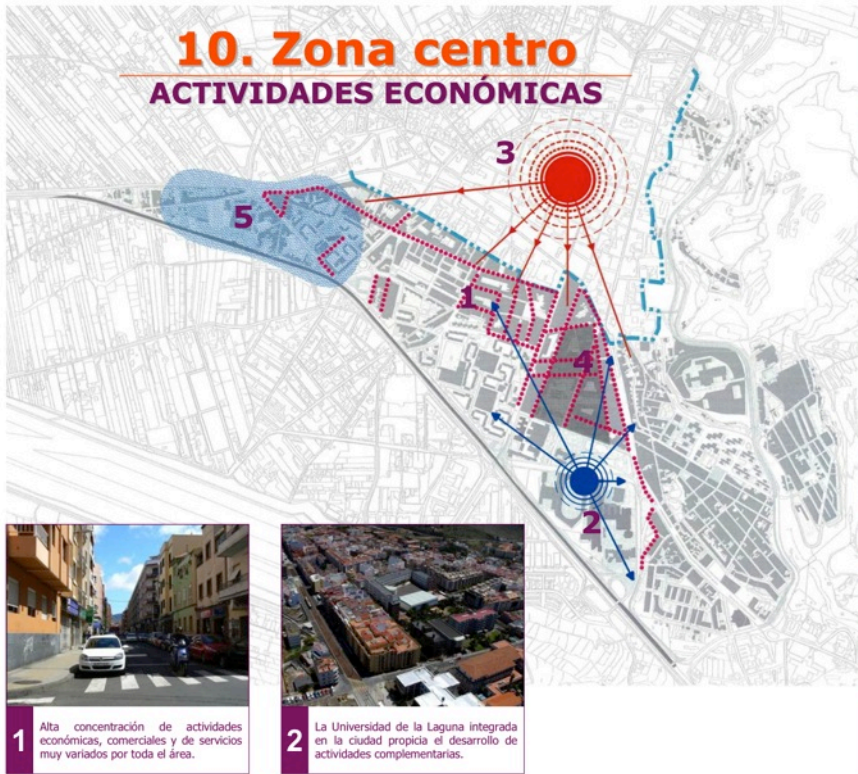 10. Zona centro
ACTIVIDADES ECONÓMICAS
3
5
1
4
2
1
Alta concentración de actividades
económicas, comerciales y de servicios
muy variados por toda el área.
2
La Universidad de la Laguna integrada
en la ciudad propicia el desarrollo de
actividades complementarias.